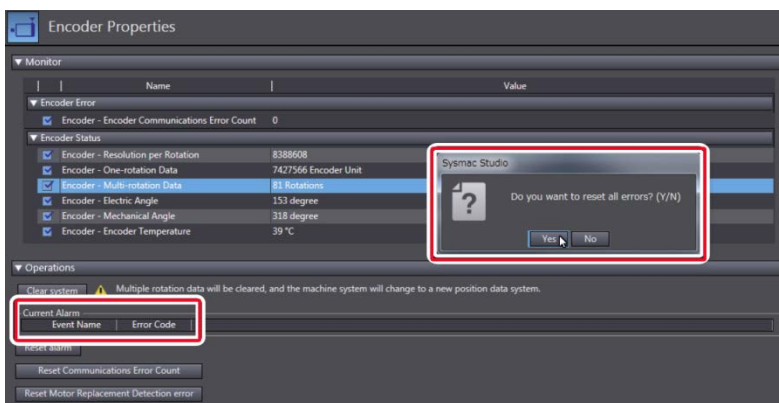 Encoder Properties
▼ Monitor
Name Value
▼ Encoder Error
Encoder - Encoder Communications Error Count 0
▼ Encoder Status
Encoder - Resolution per Rotation 8388608
Encoder - One-rotation Data 7427566 Encoder Unit
Encoder - Multi-rotation Data 81 Rotations
Encoder - Electric Angle 153 degree
Encoder - Mechanical Angle 318 degree
Encoder - Encoder Temperature 39 °C
Sysmac Studio
Do you want to reset all errors? (Y/N)
Yes No
▼ Operations
Clear system Multiple rotation data will be cleared, and the machine system will change to a new position data system.
Current Alarm
Event Name Error Code
Reset alarm
Reset Communications Error Count
Reset Motor Replacement Detection error